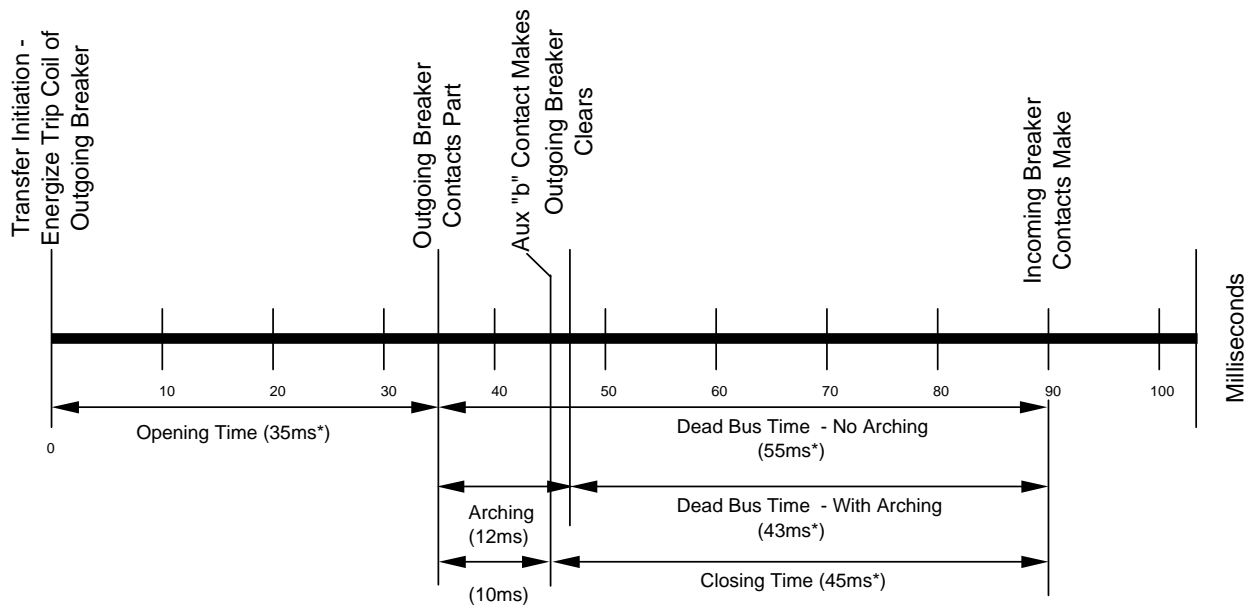 Transfer Initiation -
Energize Trip Coil of
Outgoing Breaker
Outgoing Breaker
Contacts Part
Aux "b" Contact Makes
Outgoing Breaker
Clears
Incoming Breaker
Contacts Make
Milliseconds
10
20
30
40
50
60
70
80
90
100
0
Opening Time (35ms*)
Dead Bus Time - No Arching
(55ms*)
Arching
(12ms)
Dead Bus Time - With Arching
(43ms*)
(10ms)
Closing Time (45ms*)